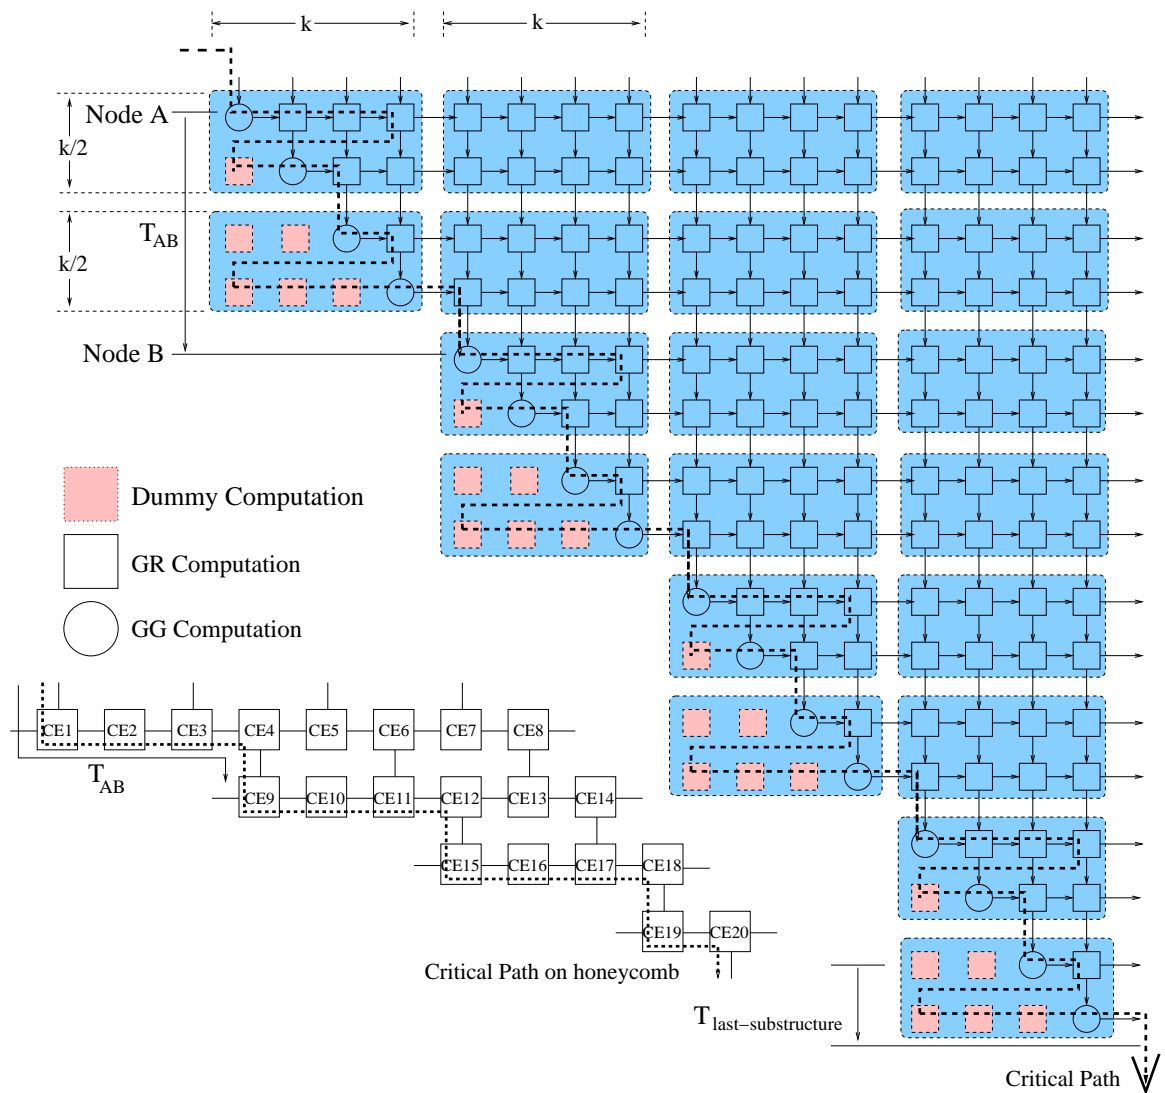 k k
Node A
k/2
T_AB
k/2
Node B
Dummy Computation
GR Computation
GG Computation
CE1 CE2 CE3 CE4 CE5 CE6 CE7 CE8
T_AB
CE9 CE10 CE11 CE12 CE13 CE14
CE15 CE16 CE17 CE18
CE19 CE20
Critical Path on honeycomb
T_last-substructure
Critical Path